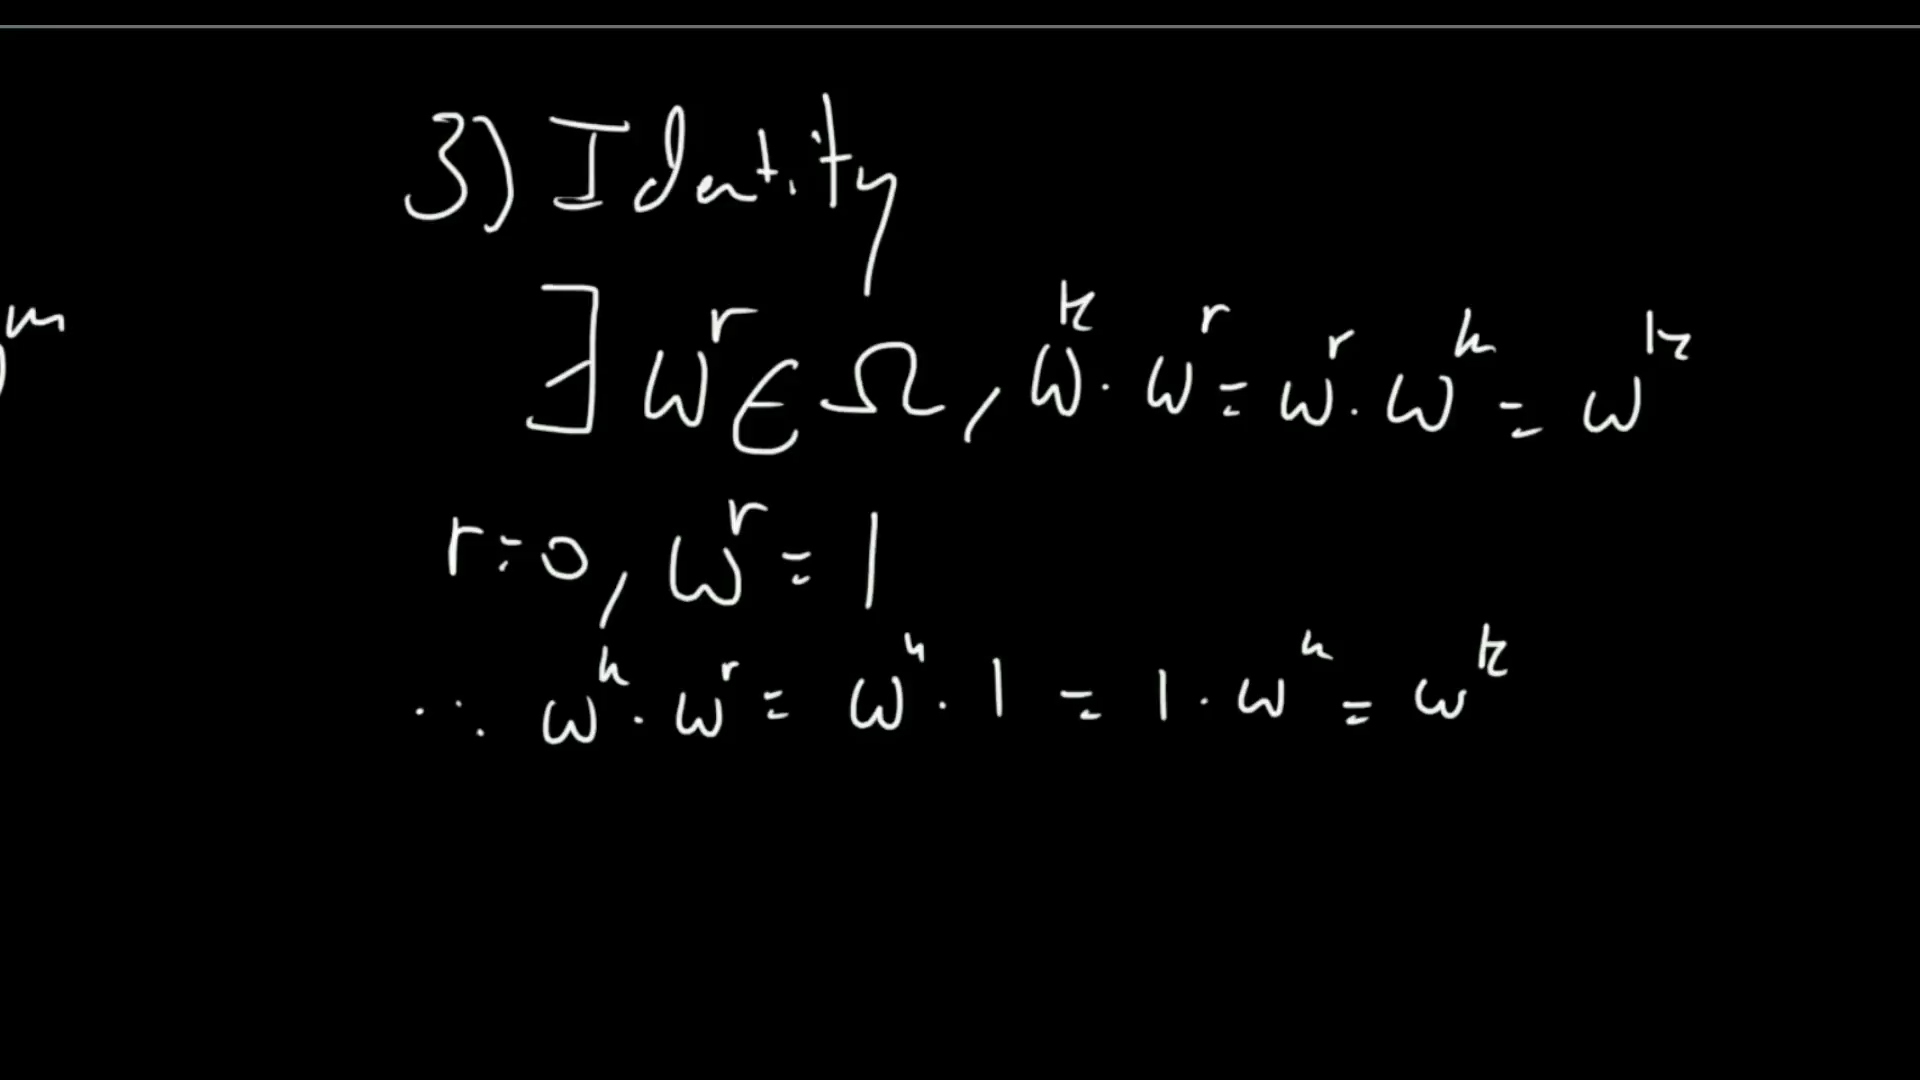 3) Identity
m
∃ ω^r ∈ Ω, ω^k · ω^r = ω^r · ω^k = ω^k
r = 0, ω^r = 1
∴ ω^k · ω^r = ω^k · 1 = 1 · ω^k = ω^k